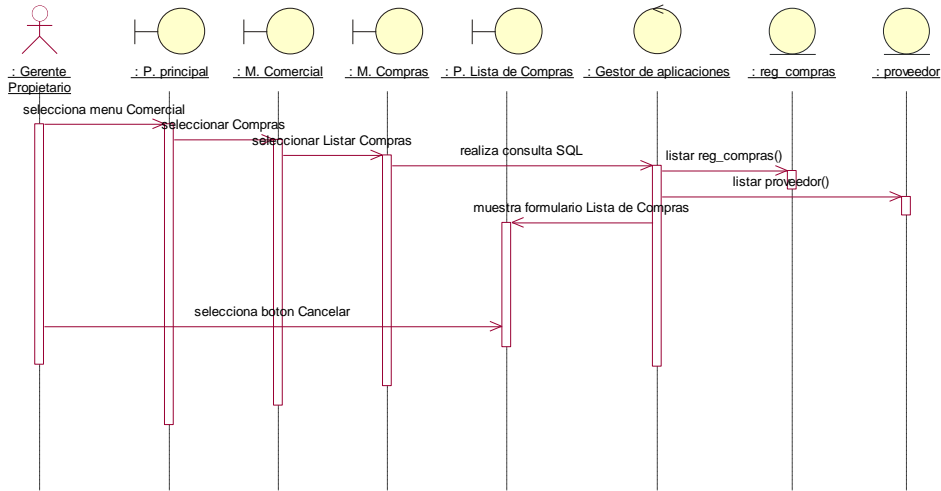 : Gerente
Propietario
: P. principal
: M. Comercial
: M. Compras
: P. Lista de Compras
: Gestor de aplicaciones
: reg_compras
: proveedor
selecciona menu Comercial
seleccionar Compras
seleccionar Listar Compras
realiza consulta SQL
listar reg_compras()
listar proveedor()
muestra formulario Lista de Compras
selecciona boton Cancelar